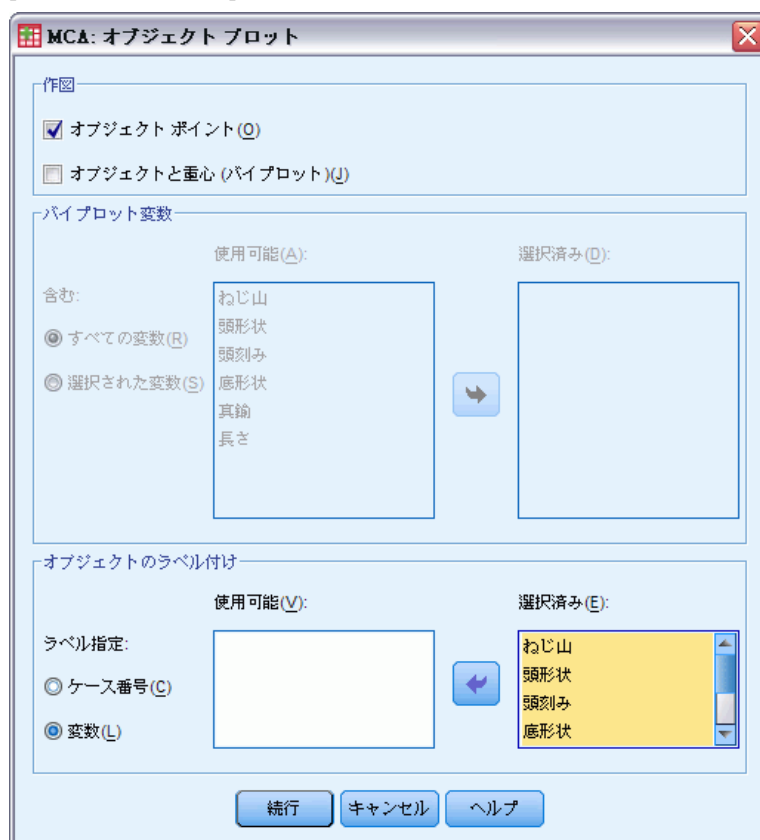 MCA: オブジェクト プロット
作図
オブジェクト ポイント(O)
オブジェクトと重心 (バイプロット)(J)
バイプロット変数
使用可能(A):
選択済み(D):
含む:
すべての変数(R)
選択された変数(S)
ねじ山
頭形状
頭刻み
底形状
真鍮
長さ
オブジェクトのラベル付け
使用可能(V):
選択済み(E):
ラベル指定:
ケース番号(C)
変数(L)
ねじ山
頭形状
頭刻み
底形状
続行
キャンセル
ヘルプ